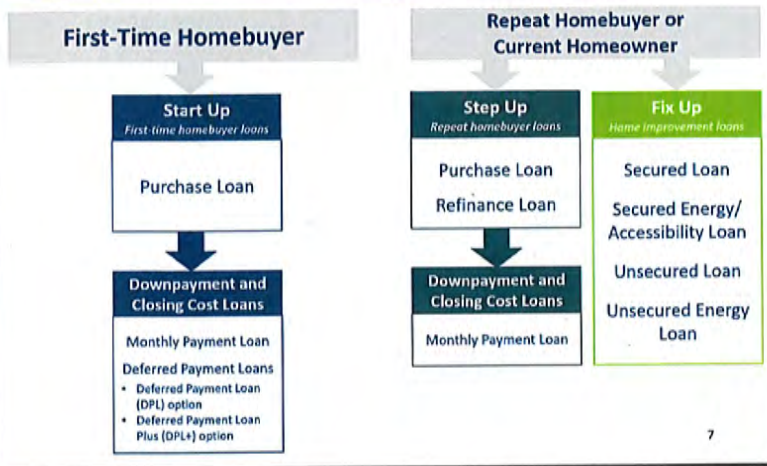 First-Time Homebuyer
Start Up
First-time homebuyer loans
Purchase Loan
Downpayment and
Closing Cost Loans
Monthly Payment Loan
Deferred Payment Loans
• Deferred Payment Loan
(DPL) option
• Deferred Payment Loan
Plus (DPL+) option
Repeat Homebuyer or
Current Homeowner
Step Up
Repeat homebuyer loans
Purchase Loan
Refinance Loan
Downpayment and
Closing Cost Loans
Monthly Payment Loan
Fix Up
Home improvement loans
Secured Loan
Secured Energy/
Accessibility Loan
Unsecured Loan
Unsecured Energy
Loan
7